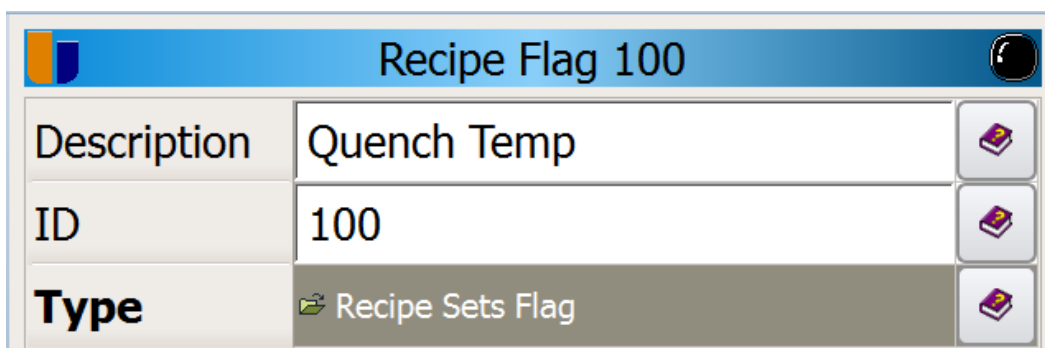 Recipe Flag 100
Description Quench Temp
ID 100
Type Recipe Sets Flag